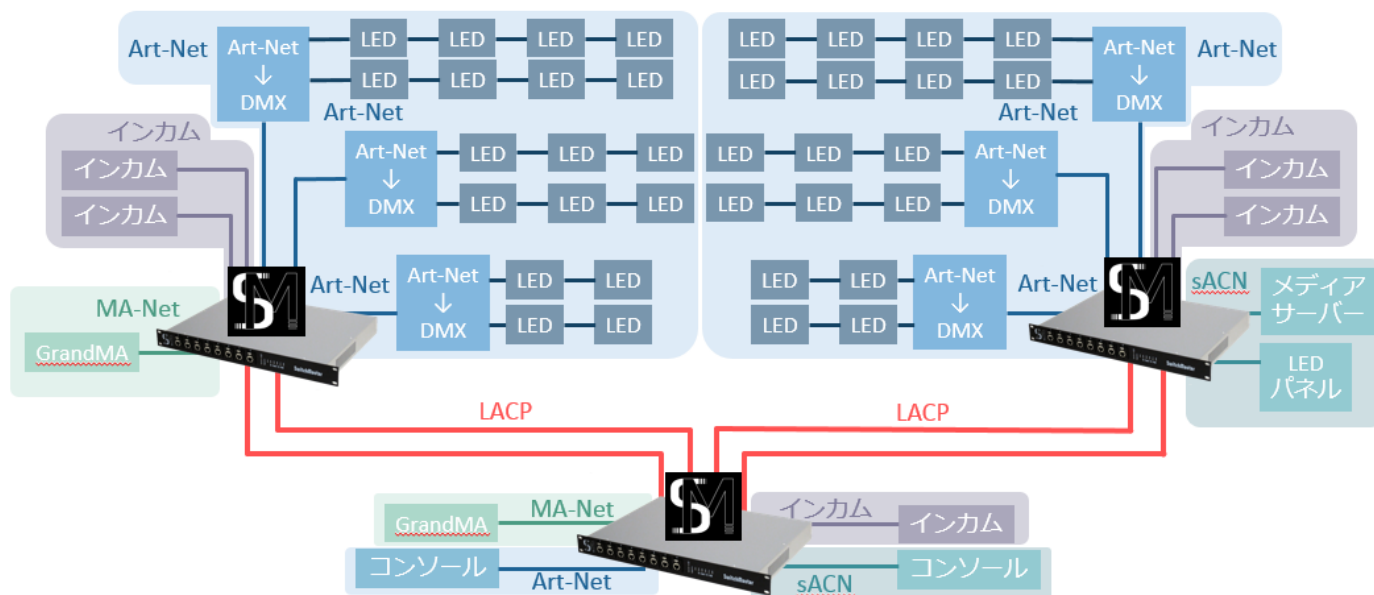 Art-Net
Art-Net
↓
DMX
LED LED LED LED
LED LED LED LED
Art-Net
インカム
インカム
インカム
Art-Net
↓
DMX
LED LED LED
LED LED LED
Art-Net
Art-Net
↓
DMX
LED LED
LED LED
MA-Net
GrandMA
SM
SwitchMaster
LED LED LED LED
LED LED LED LED
Art-Net
↓
DMX
Art-Net
Art-Net
インカム
インカム
インカム
LED LED LED
LED LED LED
Art-Net
↓
DMX
LED LED
LED LED
Art-Net
↓
DMX
Art-Net
sACN
メディア
サーバー
LED
パネル
SM
LACP
LACP
SM
MA-Net
GrandMA
コンソール
Art-Net
インカム
インカム
コンソール
sACN